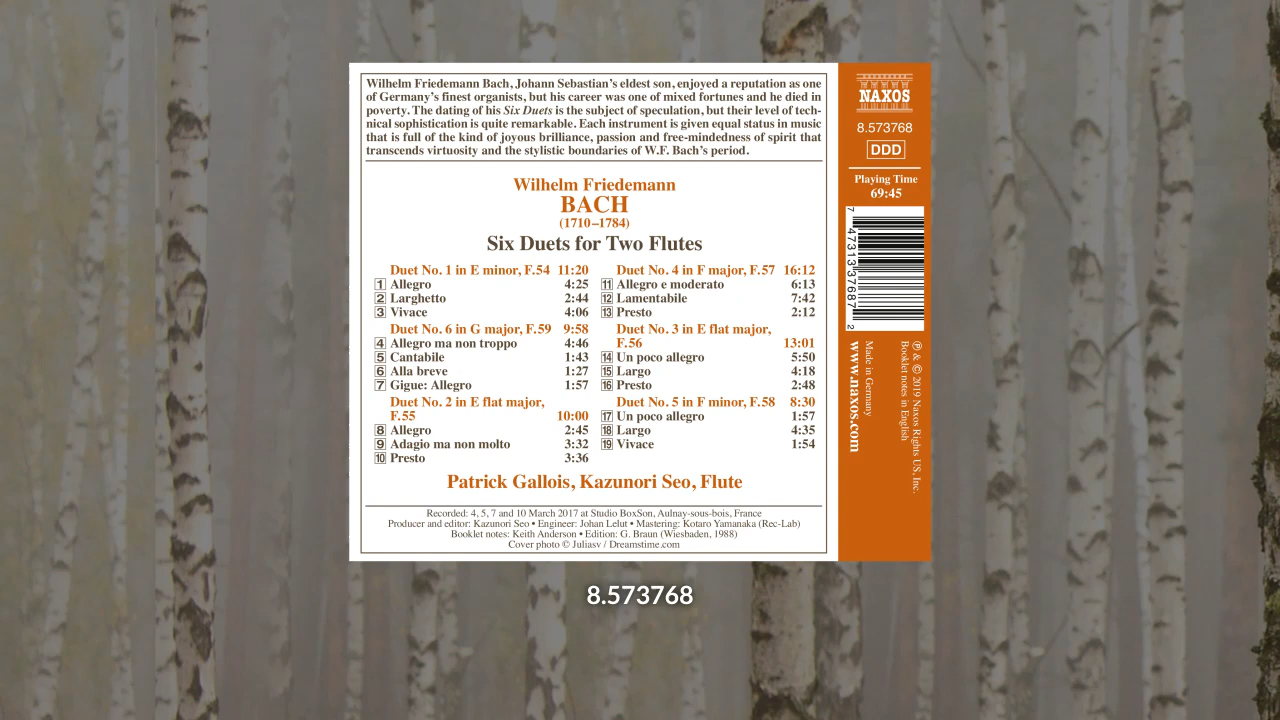 Wilhelm Friedemann Bach, Johann Sebastian's eldest son, enjoyed a reputation as one
of Germany's finest organists, but his career was one of mixed fortunes and he died in
poverty. The dating of his Six Duets is the subject of speculation, but their level of tech-
nical sophistication is quite remarkable. Each instrument is given equal status in music
that is full of the kind of joyous brilliance, passion and free-mindedness of spirit that
transcends virtuosity and the stylistic boundaries of W.F. Bach's period.
Wilhelm Friedemann
BACH
(1710–1784)
Six Duets for Two Flutes
Duet No. 1 in E minor, F.54 11:20
1 Allegro 4:25
2 Larghetto 2:44
3 Vivace 4:06
Duet No. 6 in G major, F.59 9:58
4 Allegro ma non troppo 4:46
5 Cantabile 1:43
6 Alla breve 1:27
7 Gigue: Allegro 1:57
Duet No. 2 in E flat major,
F.55 10:00
8 Allegro 2:45
9 Adagio ma non molto 3:32
10 Presto 3:36
Duet No. 4 in F major, F.57 16:12
11 Allegro e moderato 6:13
12 Lamentabile 7:42
13 Presto 2:12
Duet No. 3 in E flat major,
F.56 13:01
14 Un poco allegro 5:50
15 Largo 4:18
16 Presto 2:48
Duet No. 5 in F minor, F.58 8:30
17 Un poco allegro 1:57
18 Largo 4:35
19 Vivace 1:54
Patrick Gallois, Kazunori Seo, Flute
Recorded: 4, 5, 7 and 10 March 2017 at Studio BoxSon, Aulnay-sous-bois, France
Producer and editor: Kazunori Seo • Engineer: Johan Lelut • Mastering: Kotaro Yamanaka (Rec-Lab)
Booklet notes: Keith Anderson • Edition: G. Braun (Wiesbaden, 1988)
Cover photo © Juliasv / Dreamstime.com
NAXOS
8.573768
DDD
Playing Time
69:45
7 47313 37687 2
℗ & © 2019 Naxos Rights US, Inc.
Booklet notes in English
Made in Germany
www.naxos.com
8.573768